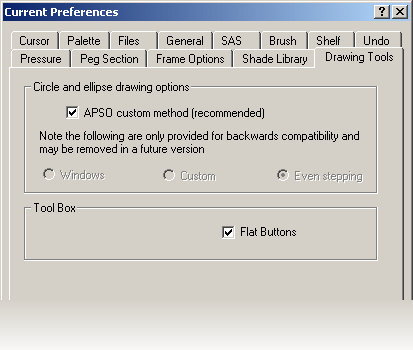 Current Preferences
Cursor Palette Files General SAS Brush Shelf Undo
Pressure Peg Section Frame Options Shade Library Drawing Tools
Circle and ellipse drawing options
APSO custom method (recommended)
Note the following are only provided for backwards compatibility and
may be removed in a future version
Windows Custom Even stepping
Tool Box
Flat Buttons